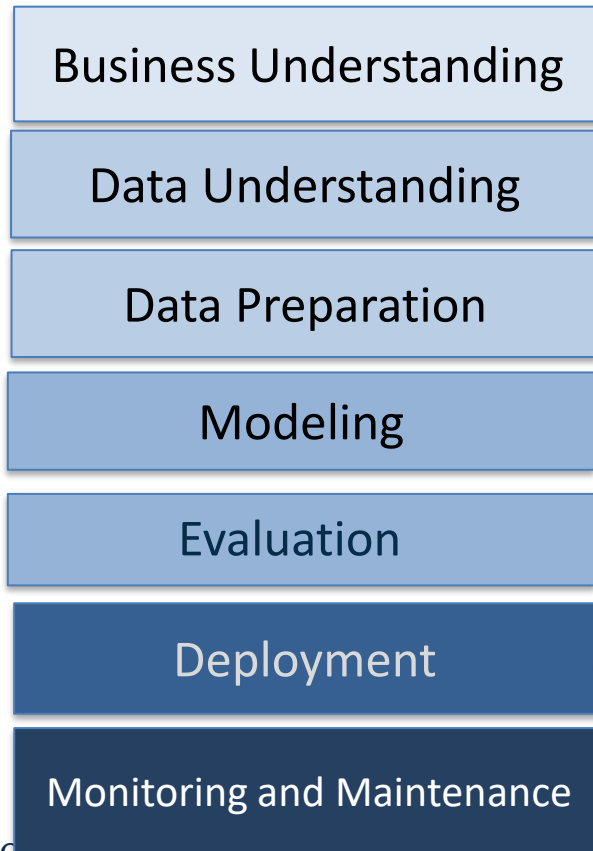 Business Understanding
Data Understanding
Data Preparation
Modeling
Evaluation
Deployment
Monitoring and Maintenance